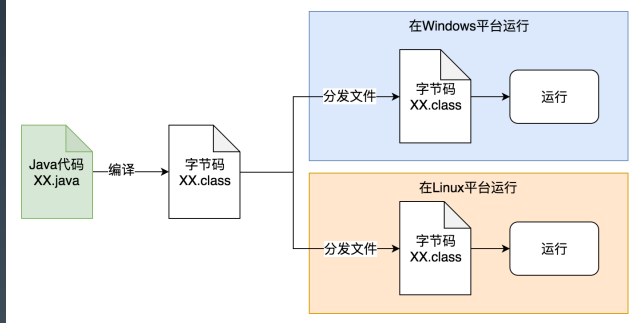 Java代码
XX.java
编译
字节码
XX.class
在Windows平台运行
分发文件
字节码
XX.class
运行
在Linux平台运行
分发文件
字节码
XX.class
运行